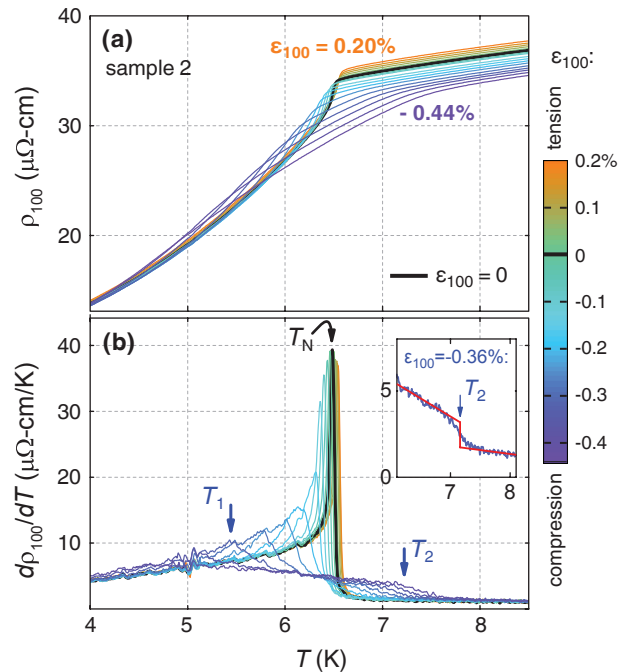 (a)
sample 2
ε100 = 0.20%
- 0.44%
ε100 = 0
ρ100 (μΩ-cm)
40
30
20
(b)
TN
T1
T2
ε100=-0.36%:
T2
5
0
7
8
dρ100/dT (μΩ-cm/K)
40
30
20
10
4
5
6
7
8
T (K)
ε100:
tension
0.2%
0.1
0
-0.1
-0.2
-0.3
-0.4
compression